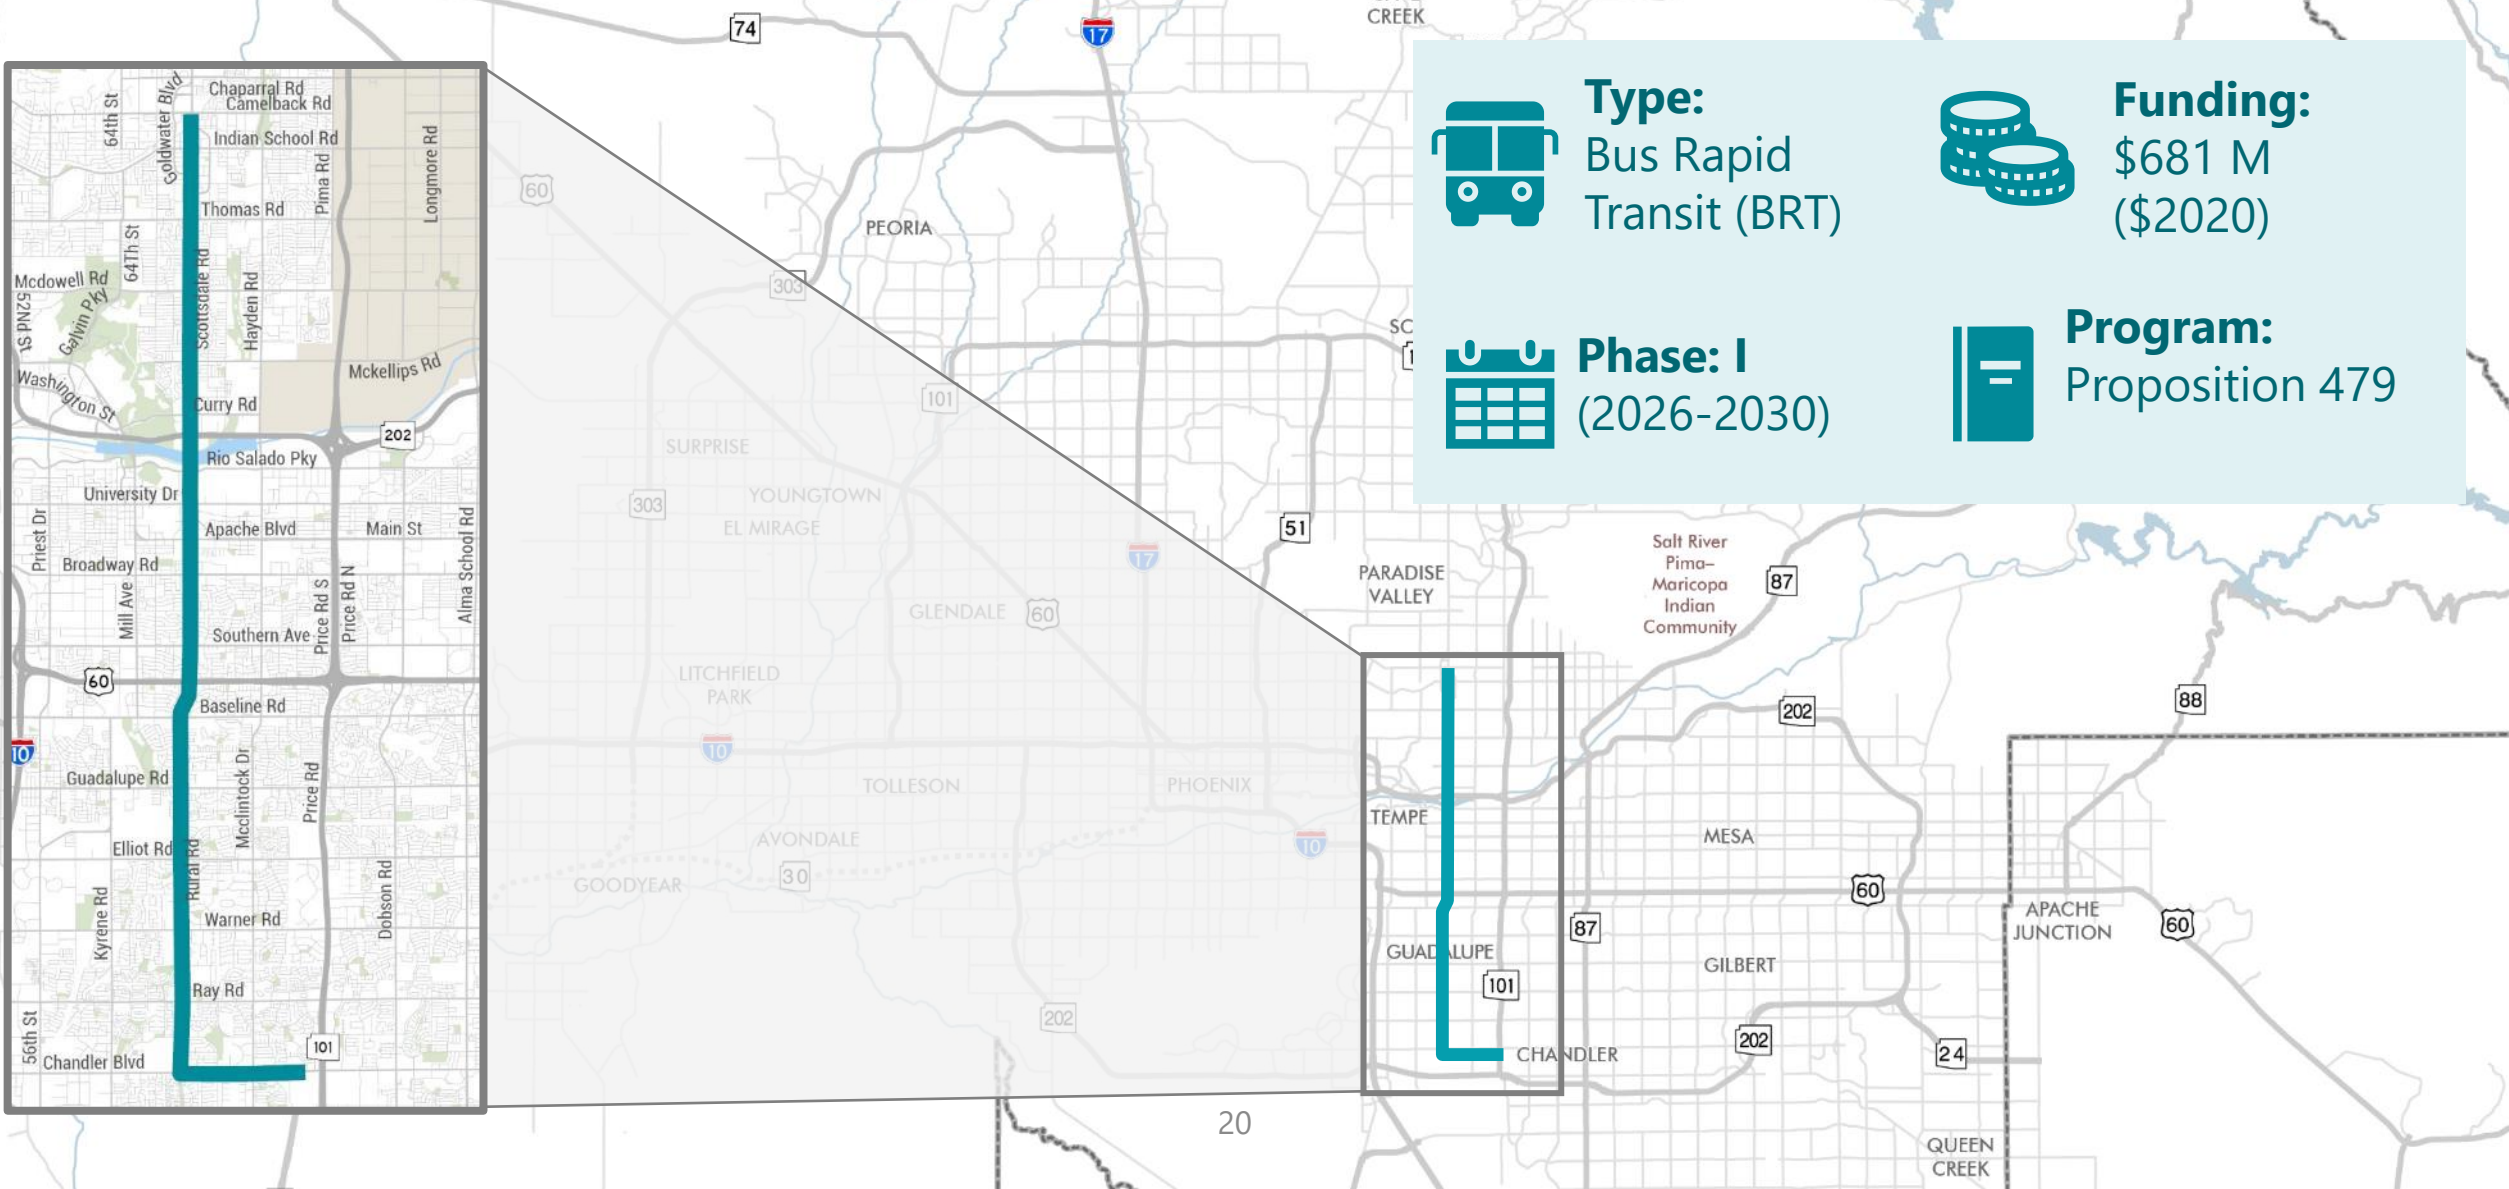 CREEK
74
17
Type:
Bus Rapid
Transit (BRT)
Funding:
$681 M
($2020)
Phase: I
(2026-2030)
Program:
Proposition 479
Chaparral Rd
Camelback Rd
64th St
Goldwater Blvd
Indian School Rd
Pima Rd
Longmore Rd
Thomas Rd
64Th St
Mcdowell Rd
52Nd St
Galvin Pky
Scottsdale Rd
Hayden Rd
Mckellips Rd
Washington St
Curry Rd
202
Rio Salado Pky
University Dr
Priest Dr
Apache Blvd
Main St
Alma School Rd
Broadway Rd
Mill Ave
Price Rd S
Price Rd N
Southern Ave
60
Baseline Rd
10
Guadalupe Rd
Mcclintock Dr
Price Rd
Elliot Rd
Rural Rd
Kyrene Rd
Dobson Rd
Warner Rd
Ray Rd
56th St
101
Chandler Blvd
60
PEORIA
303
SC
1
101
SURPRISE
303
YOUNGTOWN
EL MIRAGE
17
51
PARADISE
VALLEY
Salt River
Pima–
Maricopa
Indian
Community
87
GLENDALE
60
LITCHFIELD
PARK
10
TOLLESON
PHOENIX
202
88
TEMPE
MESA
AVONDALE
10
30
GOODYEAR
60
APACHE
JUNCTION
60
87
GUADALUPE
GILBERT
101
202
202
24
CHANDLER
20
QUEEN
CREEK